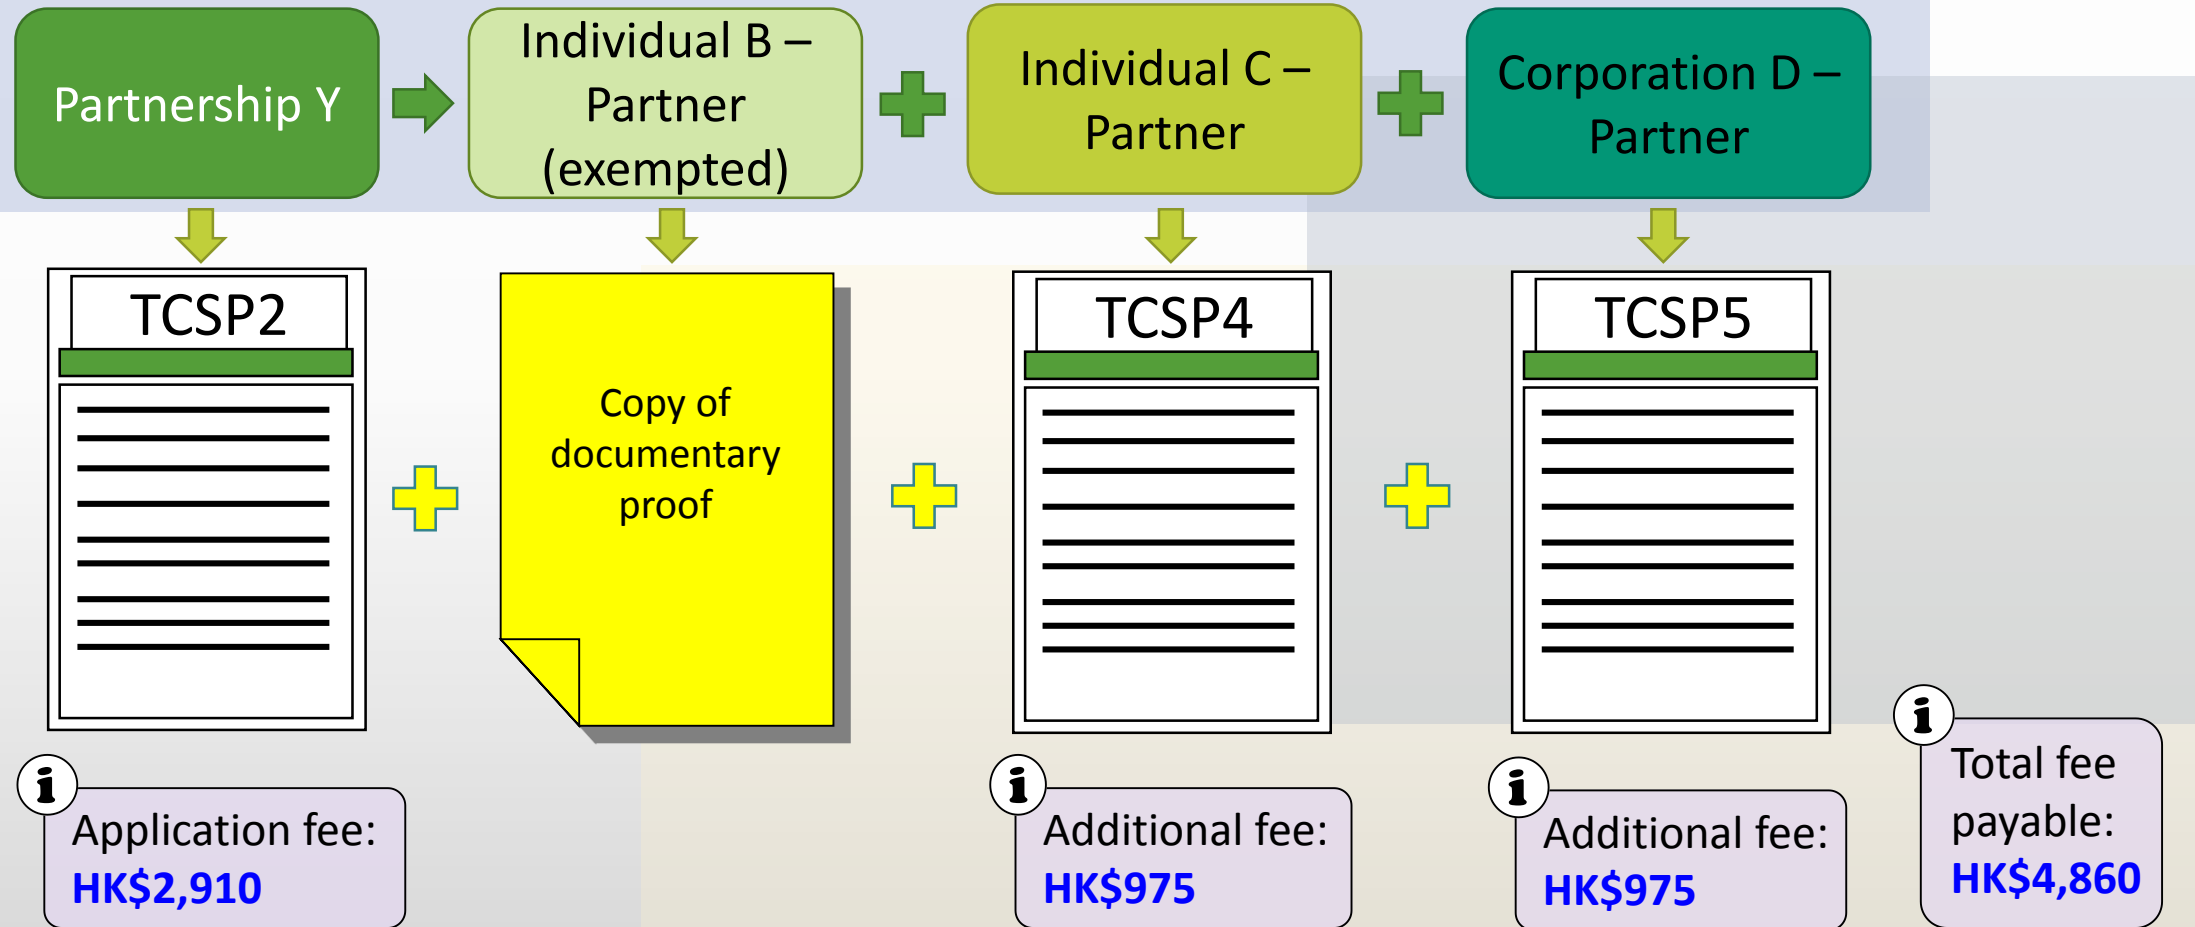 Partnership Y
Individual B –
Partner
(exempted)
Individual C –
Partner
Corporation D –
Partner
TCSP2
Copy of
documentary
proof
TCSP4
TCSP5
Application fee:
HK$2,910
Additional fee:
HK$975
Additional fee:
HK$975
Total fee
payable:
HK$4,860